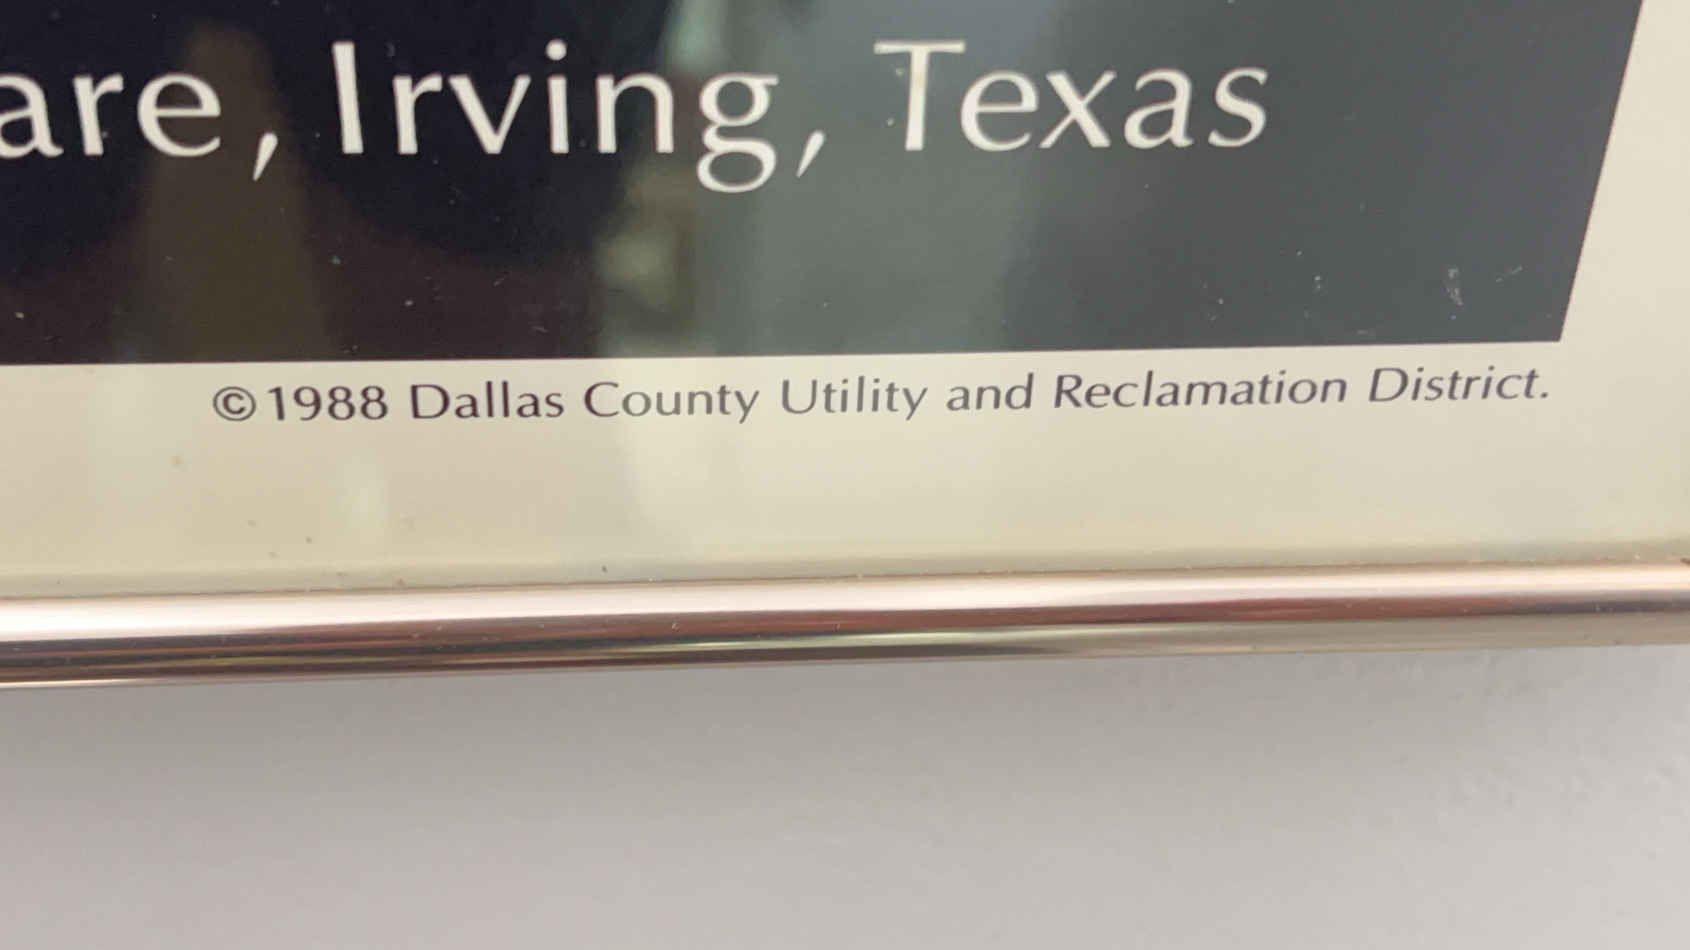 are, Irving, Texas
©1988 Dallas County Utility and Reclamation District.